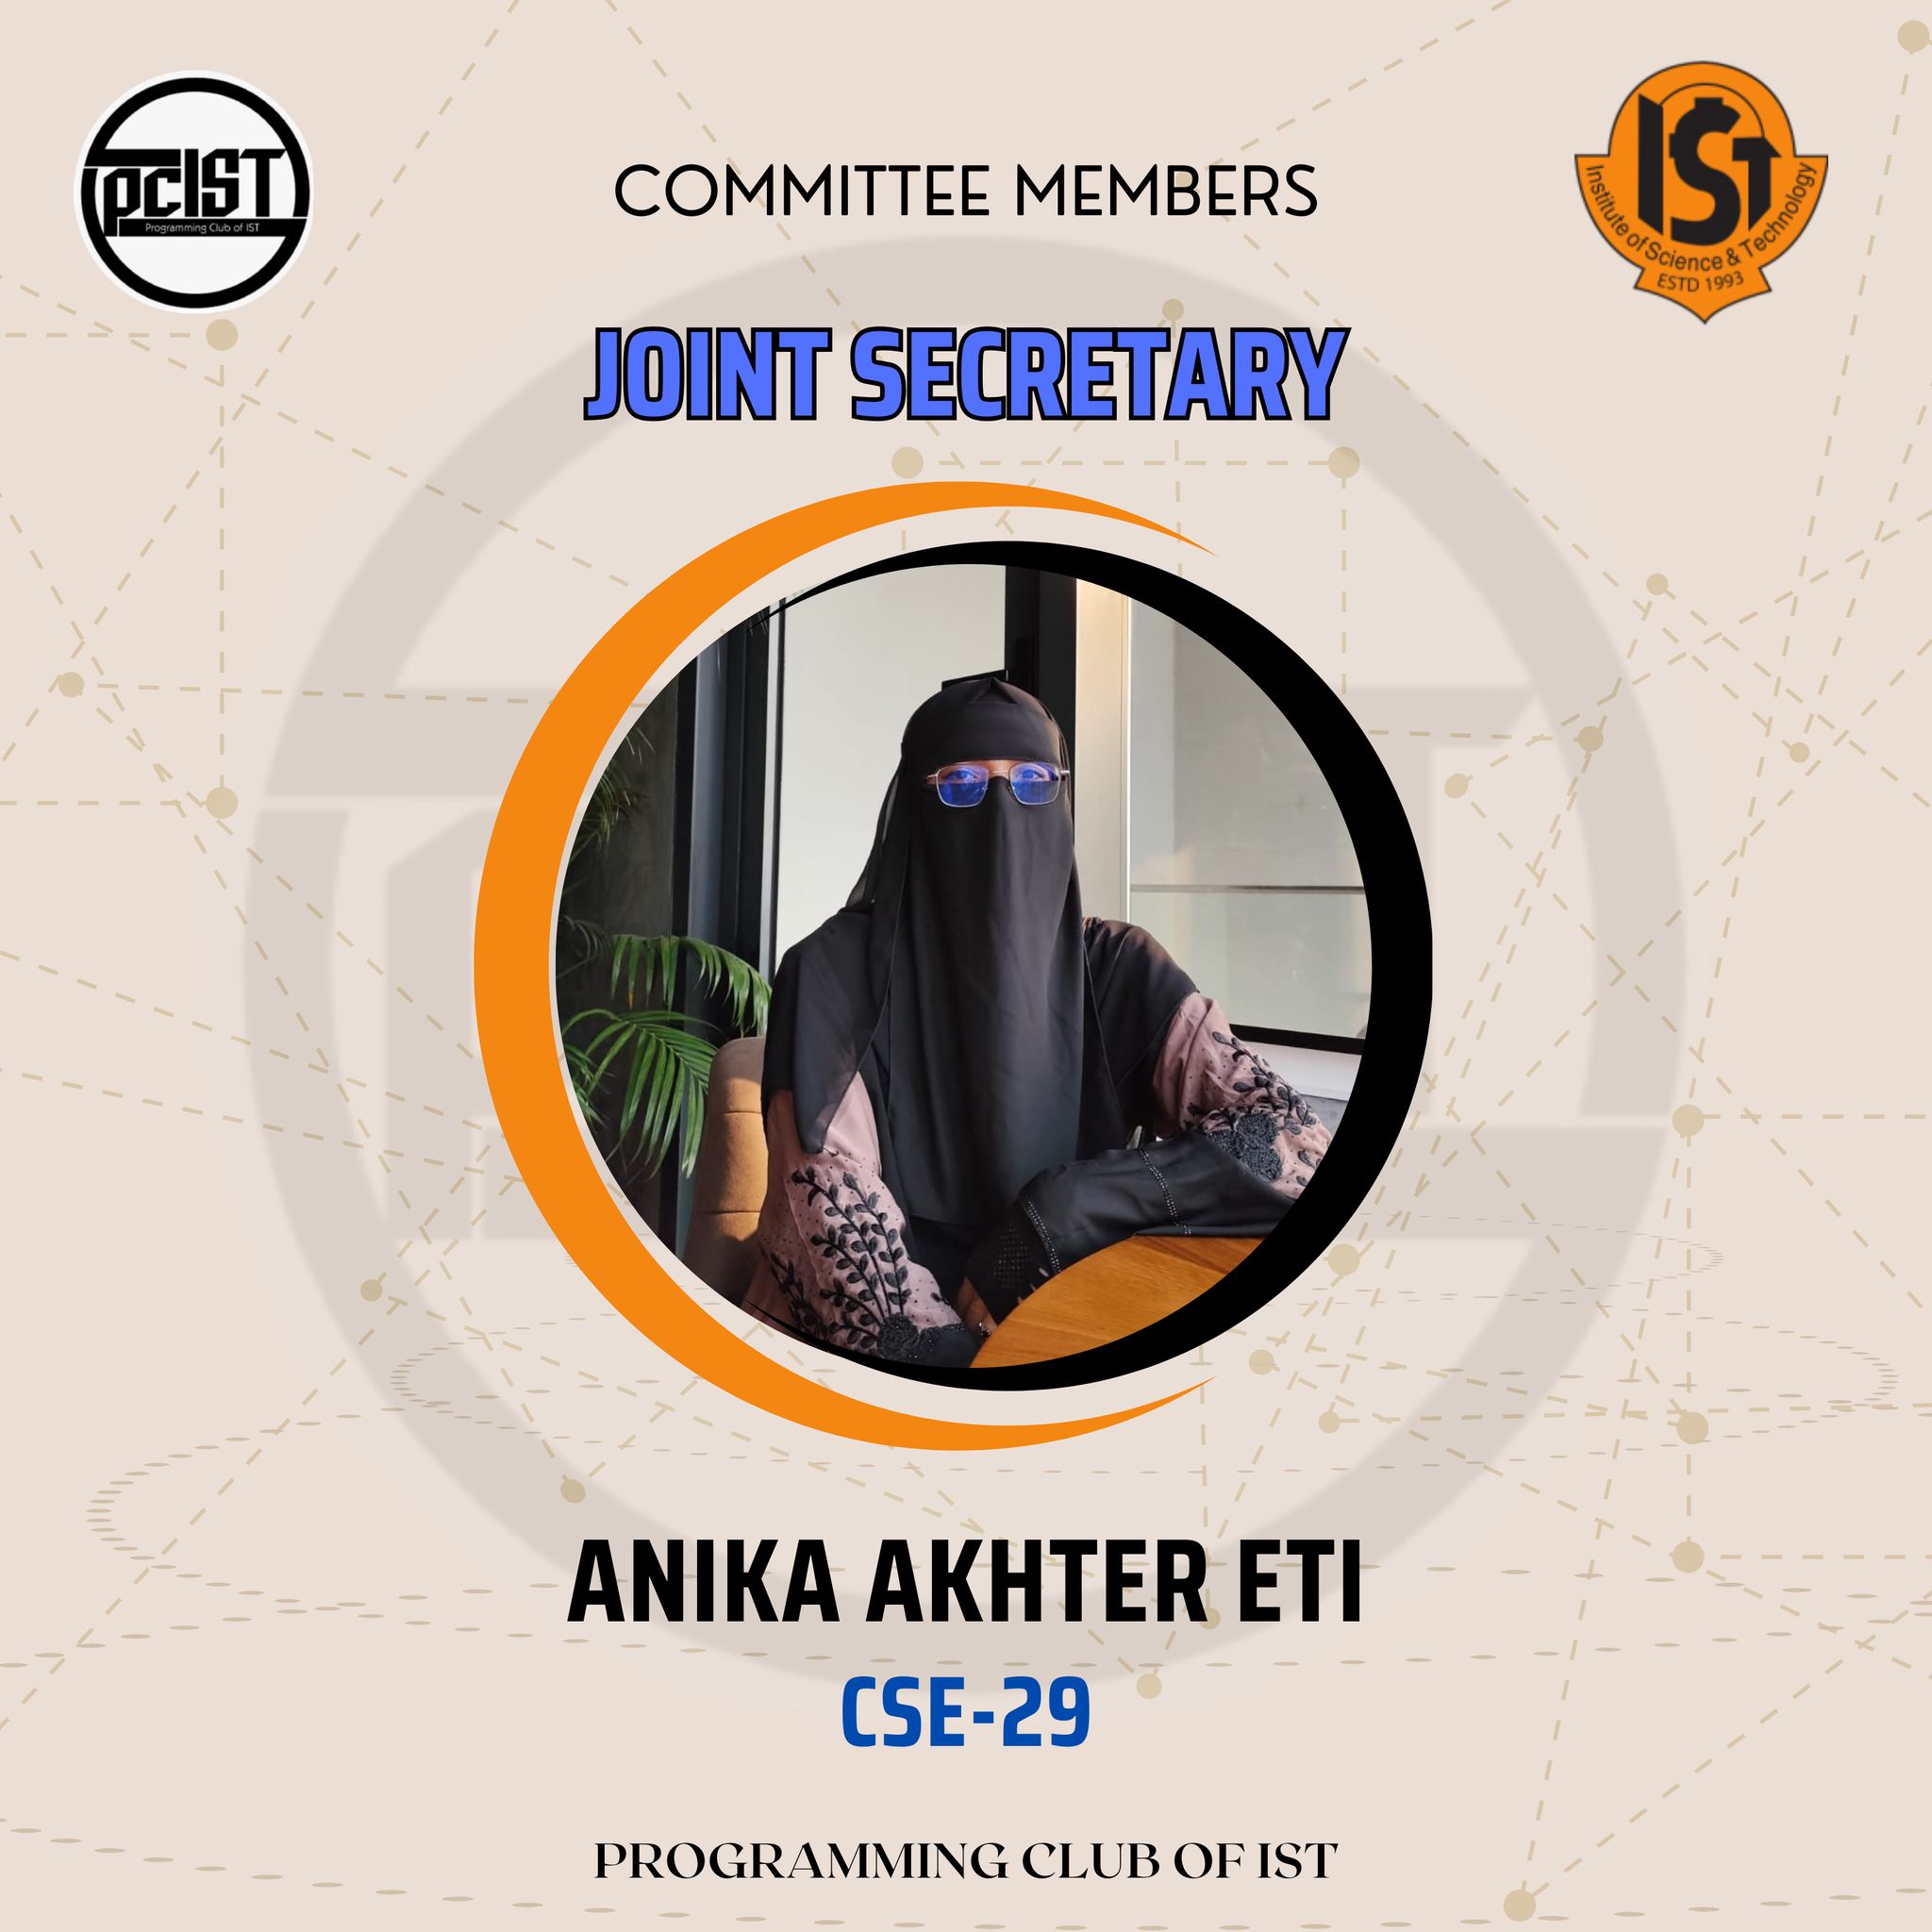 pcIST
Programming Club of IST
IST
Institute of Science & Technology
ESTD 1993
COMMITTEE MEMBERS
JOINT SECRETARY
ANIKA AKHTER ETI
CSE-29
PROGRAMMING CLUB OF IST